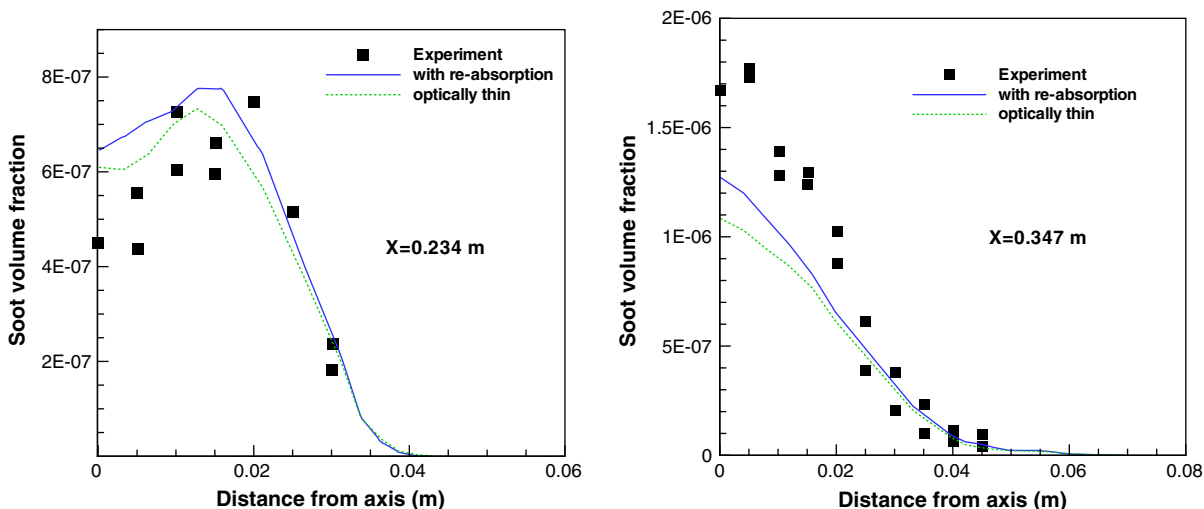 Soot volume fraction
8E-07
6E-07
4E-07
2E-07
0
0.02
0.04
0.06
Distance from axis (m)
Experiment
with re-absorption
optically thin
X=0.234 m
Soot volume fraction
2E-06
1.5E-06
1E-06
5E-07
0
0
0.02
0.04
0.06
0.08
Distance from axis (m)
Experiment
with re-absorption
optically thin
X=0.347 m